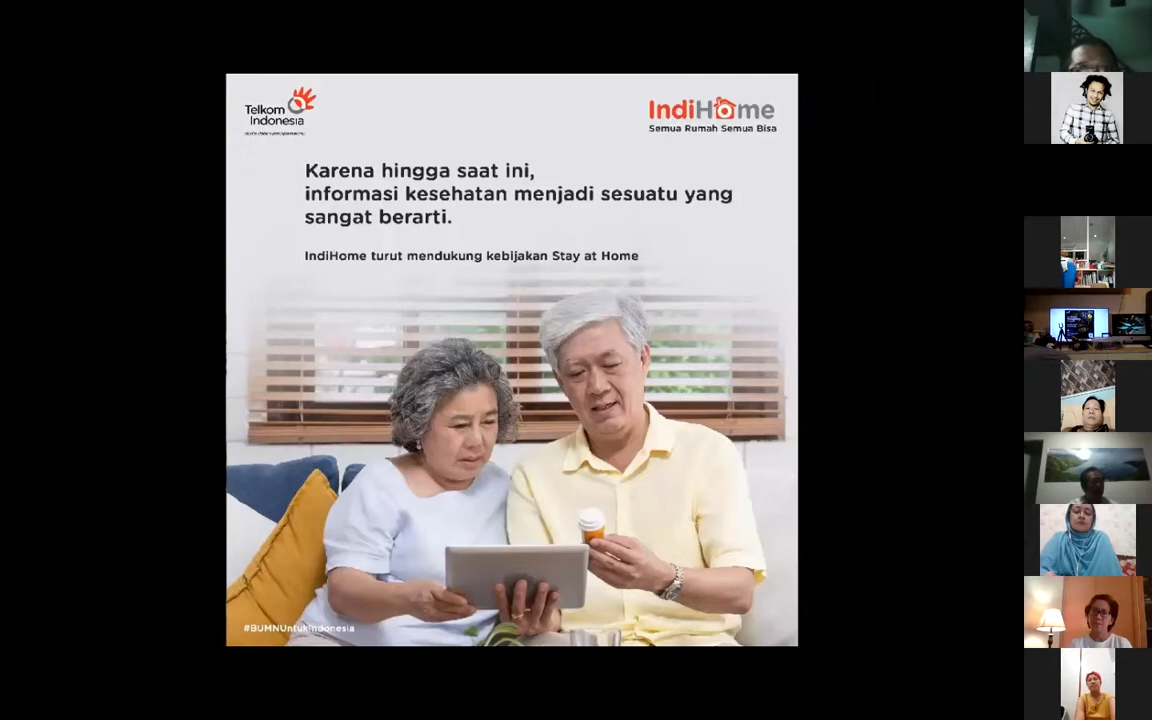 Telkom
Indonesia
IndiHome
Semua Rumah Semua Bisa
Karena hingga saat ini,
informasi kesehatan menjadi sesuatu yang
sangat berarti.
IndiHome turut mendukung kebijakan Stay at Home
#BUMNUntukIndonesia